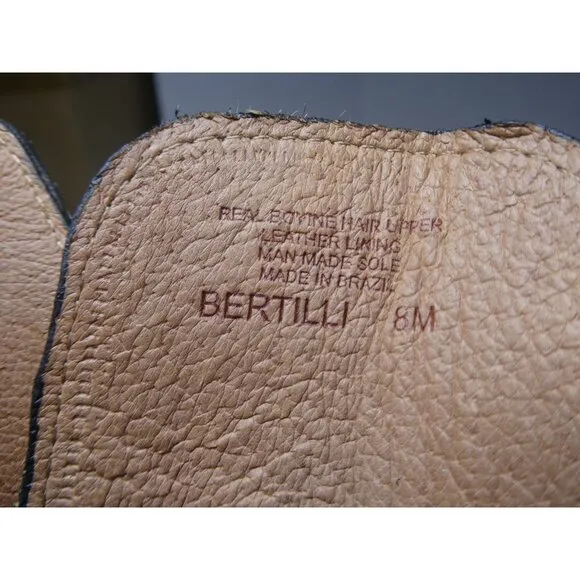 REAL BOVINE HAIR UPPER
LEATHER LINING
MAN MADE SOLE
MADE IN BRAZIL
BERTILLI 8M